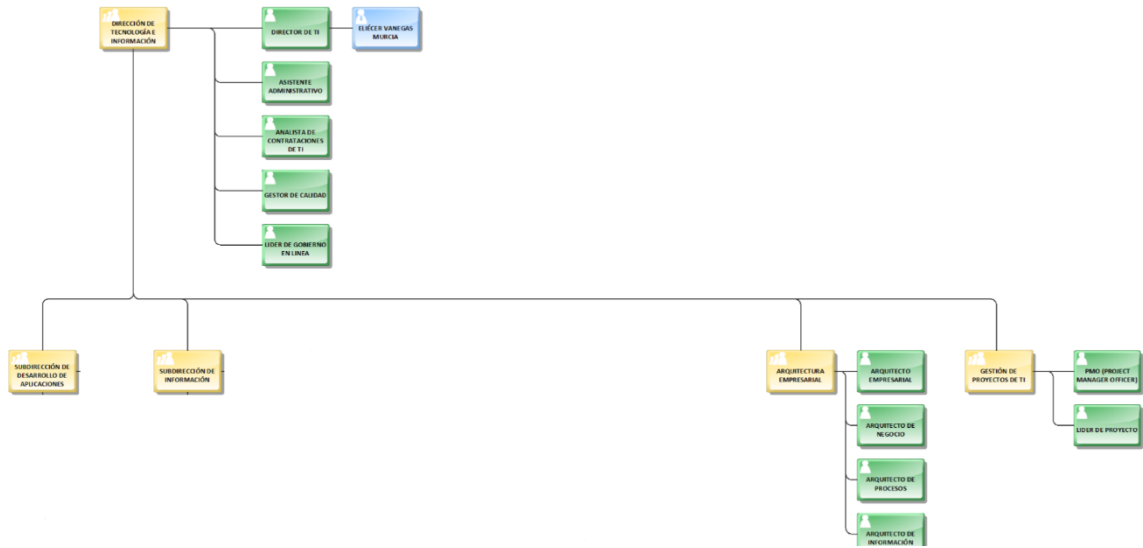 DIRECCIÓN DE
TECNOLOGÍA E
INFORMACIÓN
DIRECTOR DE TI
ELIÉCER VANEGAS
MURCIA
ASISTENTE
ADMINISTRATIVO
ANALISTA DE
CONTRATACIONES
DE TI
GESTOR DE CALIDAD
LIDER DE GOBIERNO
EN LINEA
SUBDIRECCIÓN DE
DESARROLLO DE
APLICACIONES
SUBDIRECCIÓN DE
INFORMACIÓN
ARQUITECTURA
EMPRESARIAL
ARQUITECTO
EMPRESARIAL
ARQUITECTO DE
NEGOCIO
ARQUITECTO DE
PROCESOS
ARQUITECTO DE
INFORMACIÓN
GESTIÓN DE
PROYECTOS DE TI
PMO (PROJECT
MANAGER OFFICER)
LIDER DE PROYECTO